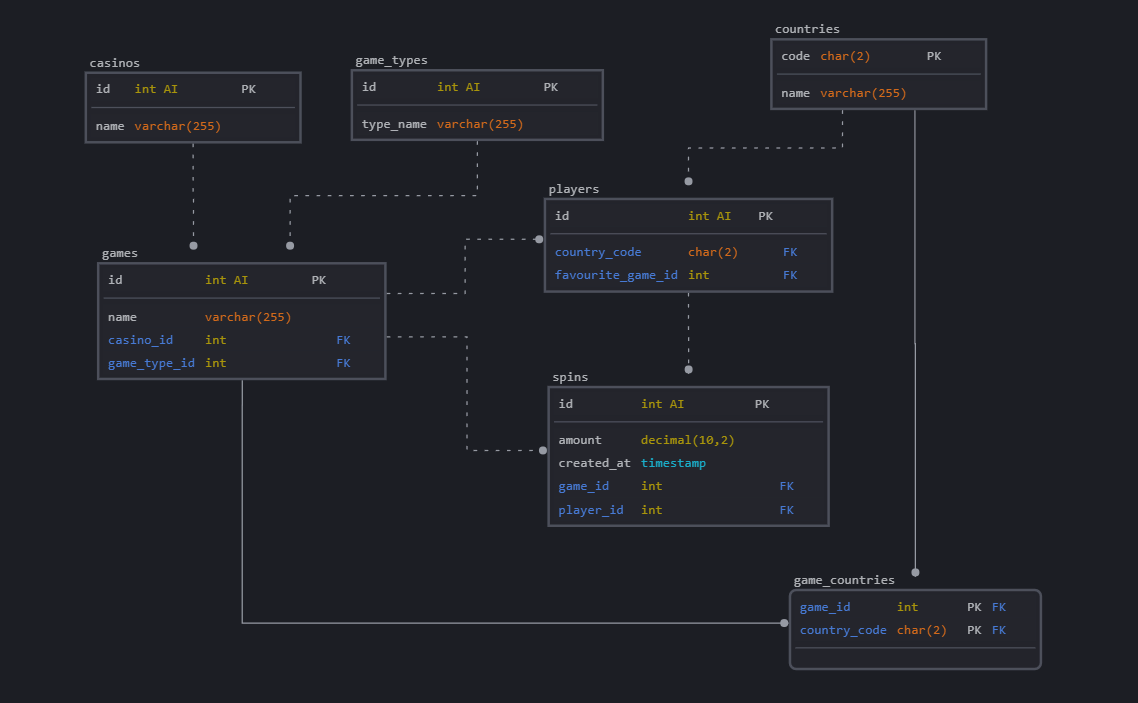 casinos
id int AI PK
name varchar(255)
game_types
id int AI PK
type_name varchar(255)
countries
code char(2) PK
name varchar(255)
players
id int AI PK
country_code char(2) FK
favourite_game_id int FK
games
id int AI PK
name varchar(255)
casino_id int FK
game_type_id int FK
spins
id int AI PK
amount decimal(10,2)
created_at timestamp
game_id int FK
player_id int FK
game_countries
game_id int PK FK
country_code char(2) PK FK